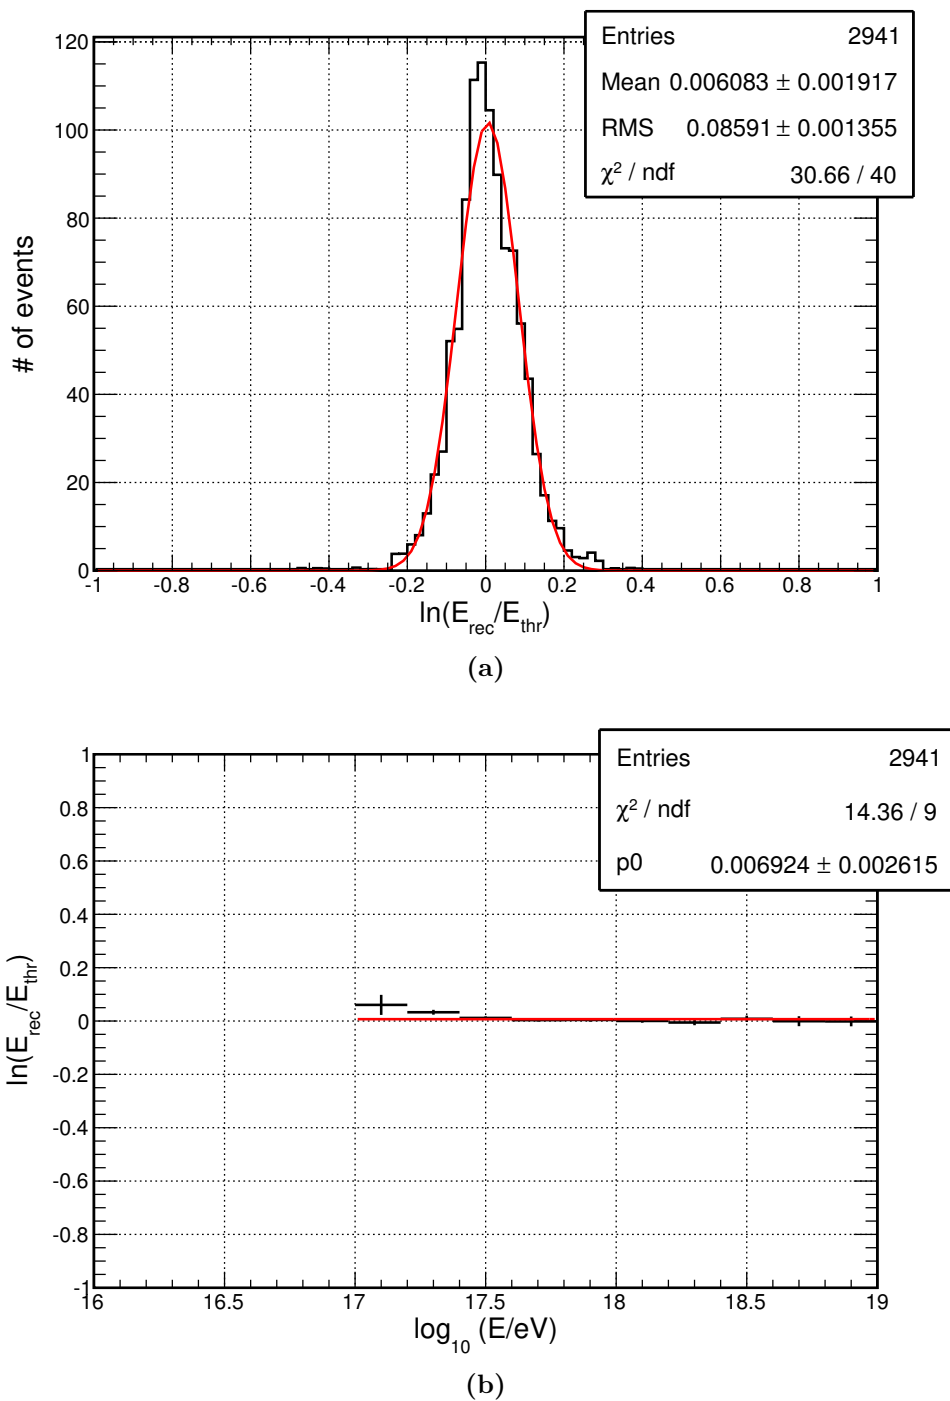 Entries 2941
Mean 0.006083 ± 0.001917
RMS 0.08591 ± 0.001355
χ² / ndf 30.66 / 40
120
100
80
60
40
20
0
# of events
-1 -0.8 -0.6 -0.4 -0.2 0 0.2 0.4 0.6 0.8 1
ln(E_rec/E_thr)
(a)
Entries 2941
χ² / ndf 14.36 / 9
p0 0.006924 ± 0.002615
1
0.8
0.6
0.4
0.2
0
-0.2
-0.4
-0.6
-0.8
-1
ln(E_rec/E_thr)
16 16.5 17 17.5 18 18.5 19
log_10 (E/eV)
(b)